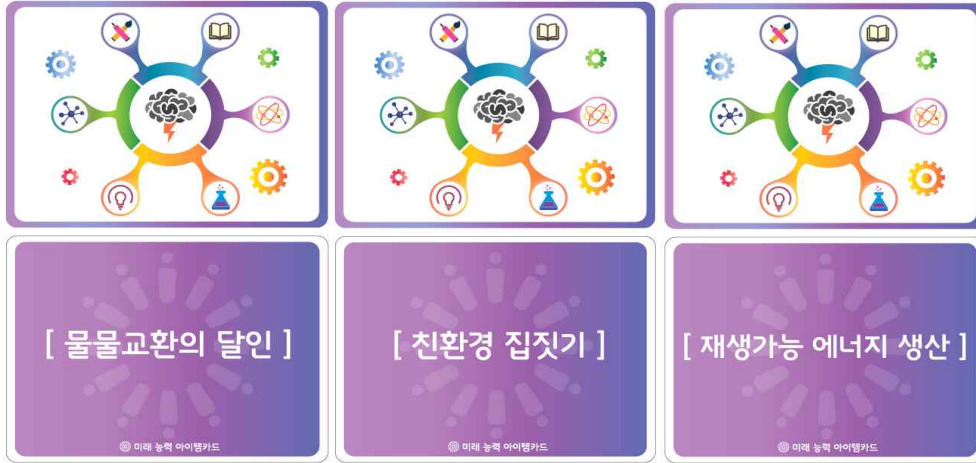 [ 물물교환의 달인 ]
미래 능력 아이템카드
[ 친환경 집짓기 ]
미래 능력 아이템카드
[ 재생가능 에너지 생산 ]
미래 능력 아이템카드